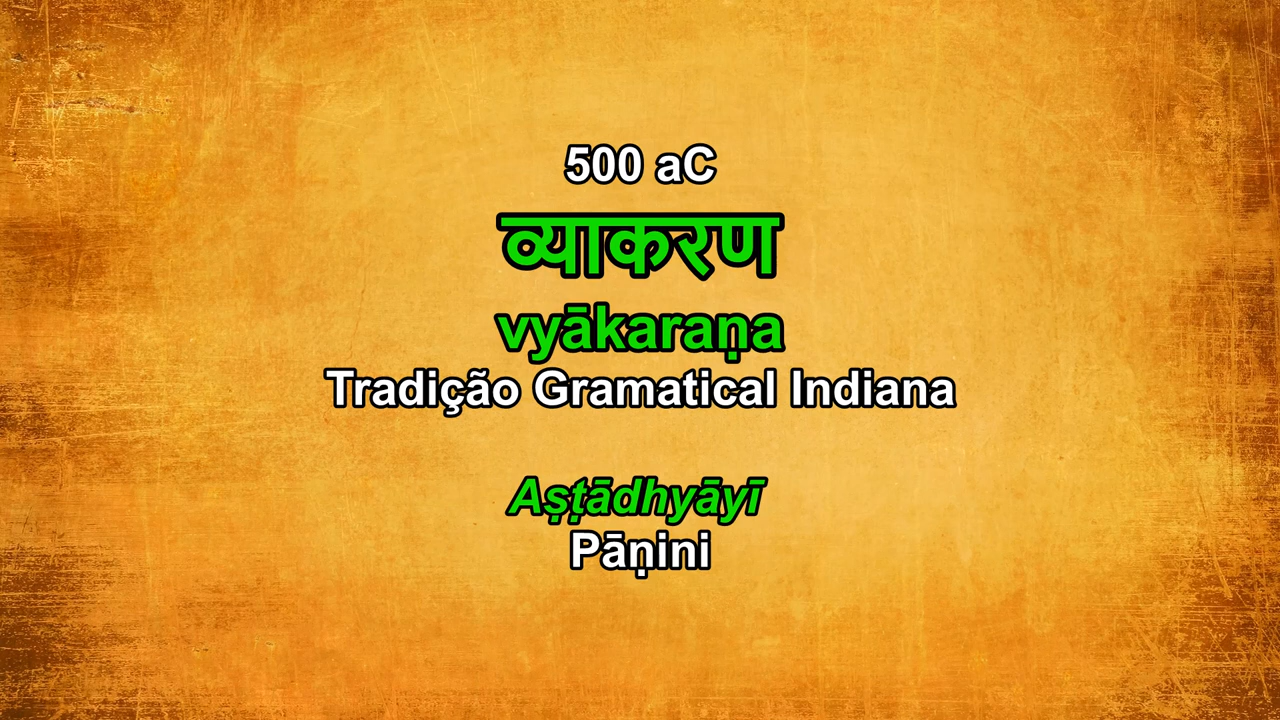 500 aC
व्याकरण
vyākaraṇa
Tradição Gramatical Indiana
Aṣṭādhyāyī
Pāṇini